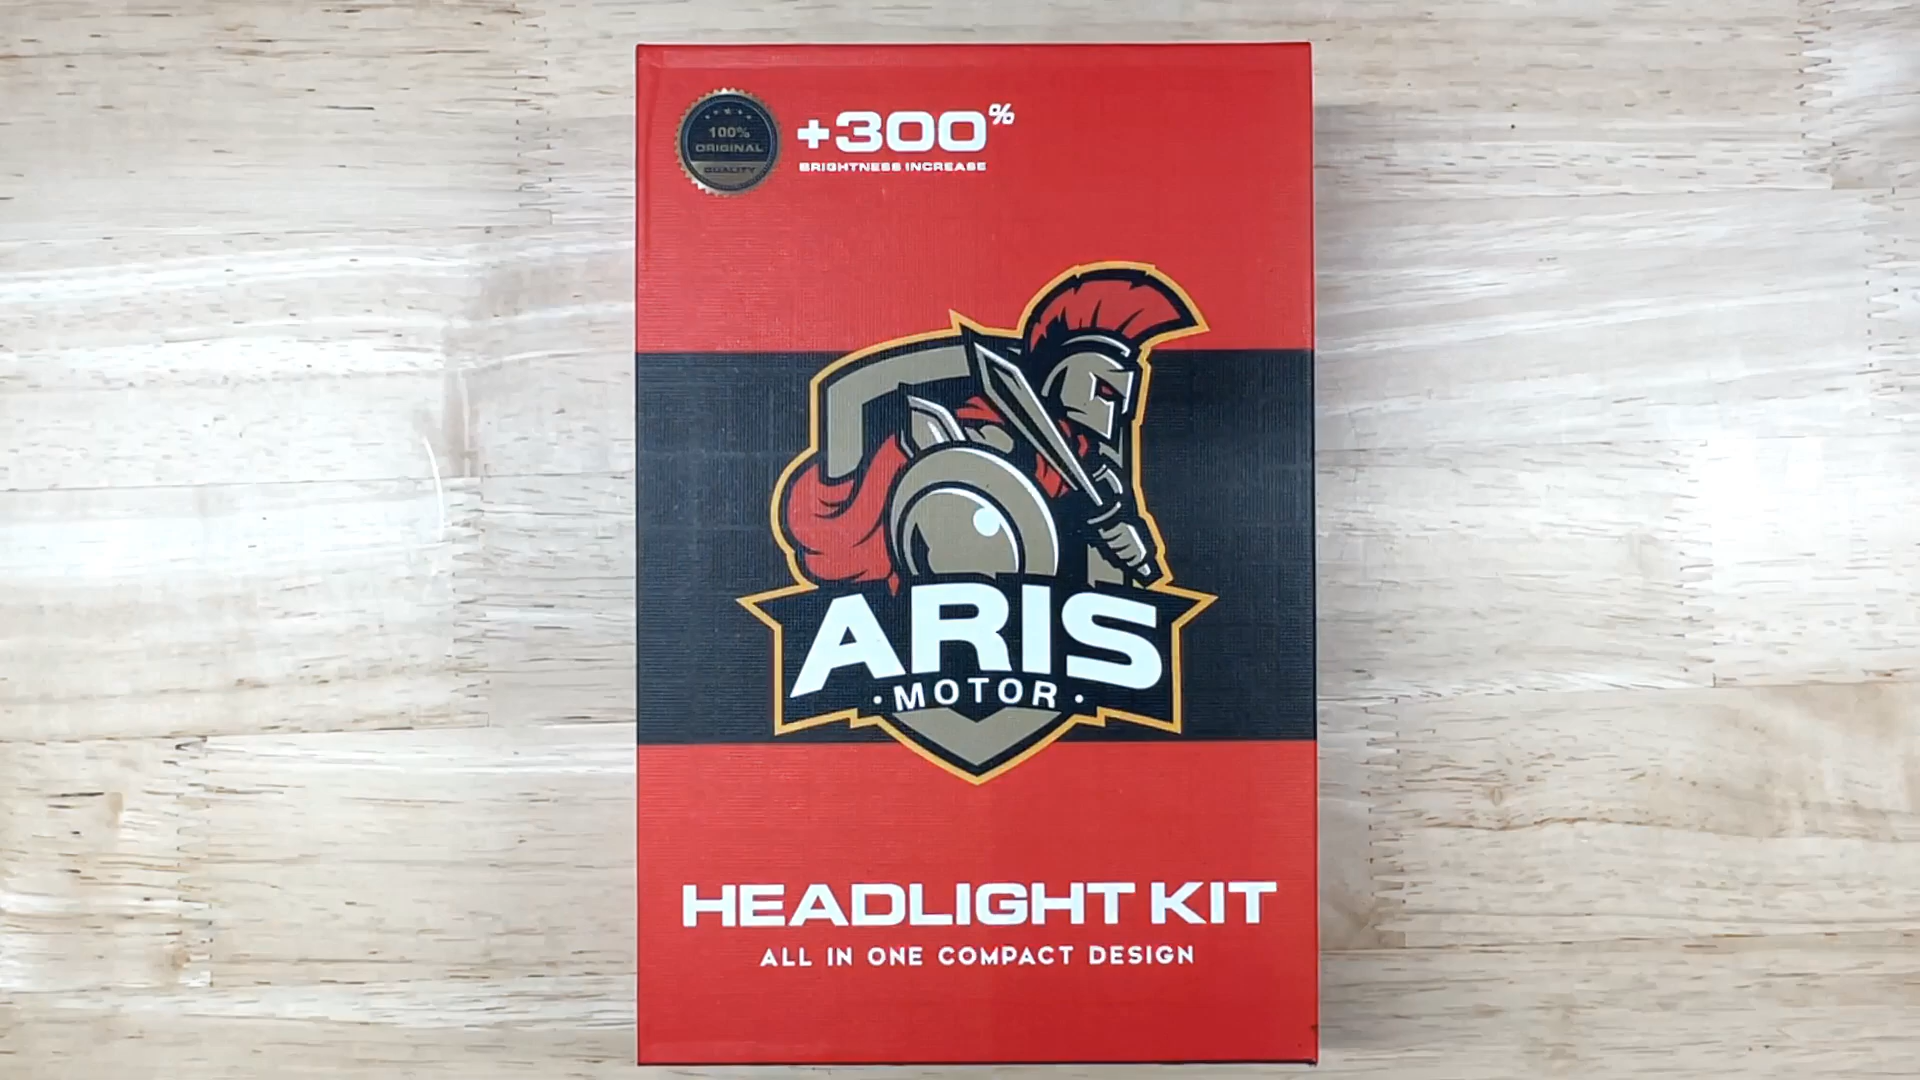 100%
ORIGINAL
QUALITY
+300%
BRIGHTNESS INCREASE
ARIS
·MOTOR·
HEADLIGHT KIT
ALL IN ONE COMPACT DESIGN